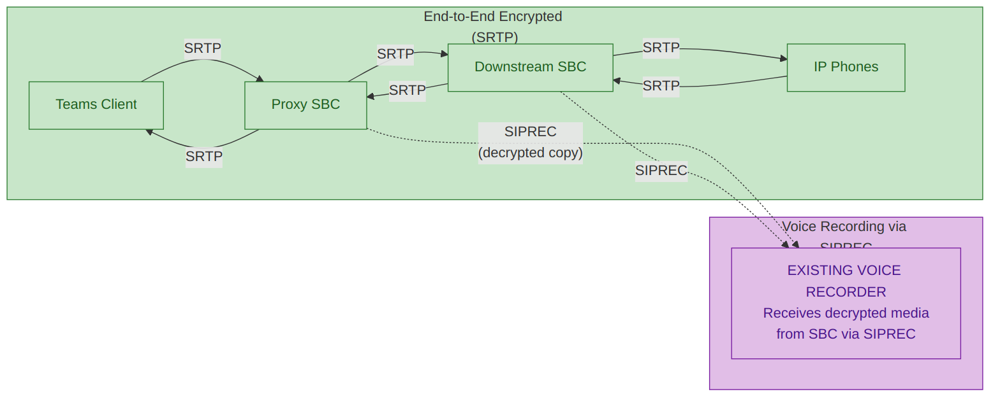 End-to-End Encrypted
(SRTP)
SRTP
SRTP
SRTP
Downstream SBC
IP Phones
Teams Client
Proxy SBC
SRTP
SRTP
SRTP
SIPREC
(decrypted copy)
SIPREC
Voice Recording via
SIPREC
EXISTING VOICE
RECORDER
Receives decrypted media
from SBC via SIPREC